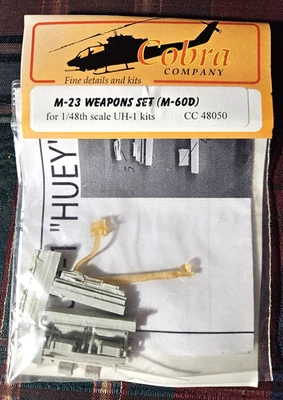 Cobra
COMPANY
Fine details and kits
M-23 WEAPONS SET (M-60D)
for 1/48th scale UH-1 kits CC 48050
"HUEY"
5